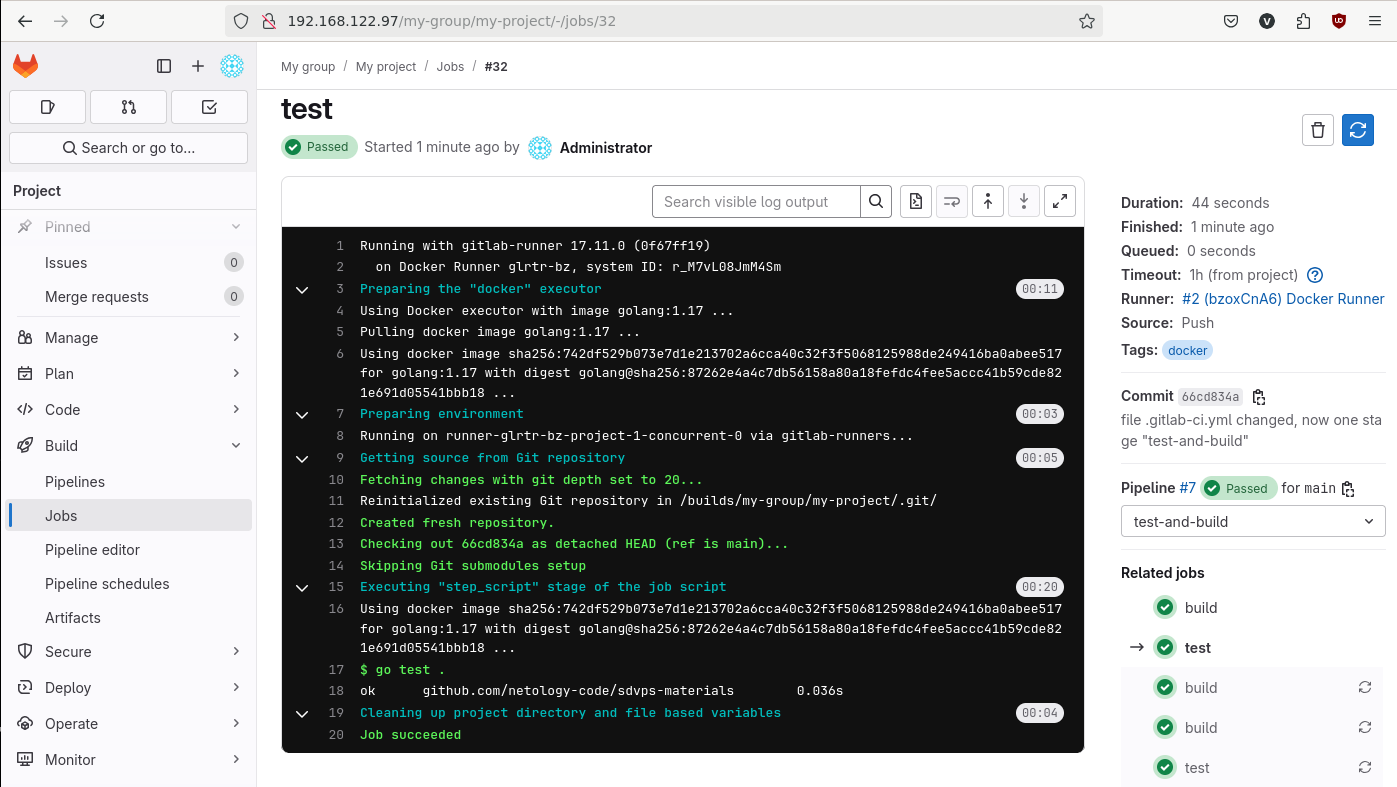 192.168.122.97/my-group/my-project/-/jobs/32
My group / My project / Jobs / #32
Search or go to...
Project
Pinned
Issues 0
Merge requests 0
Manage
Plan
Code
Build
Pipelines
Jobs
Pipeline editor
Pipeline schedules
Artifacts
Secure
Deploy
Operate
Monitor
test
Passed Started 1 minute ago by Administrator
Search visible log output
1 Running with gitlab-runner 17.11.0 (0f67ff19)
2 on Docker Runner glrtr-bz, system ID: r_M7vL08JmM4Sm
3 Preparing the "docker" executor 00:11
4 Using Docker executor with image golang:1.17 ...
5 Pulling docker image golang:1.17 ...
6 Using docker image sha256:742df529b073e7d1e213702a6cca40c32f3f5068125988de249416ba0abee517
for golang:1.17 with digest golang@sha256:87262e4a4c7db56158a80a18fefdc4fee5accc41b59cde82
1e691d05541bbb18 ...
7 Preparing environment 00:03
8 Running on runner-glrtr-bz-project-1-concurrent-0 via gitlab-runners...
9 Getting source from Git repository 00:05
10 Fetching changes with git depth set to 20...
11 Reinitialized existing Git repository in /builds/my-group/my-project/.git/
12 Created fresh repository.
13 Checking out 66cd834a as detached HEAD (ref is main)...
14 Skipping Git submodules setup
15 Executing "step_script" stage of the job script 00:20
16 Using docker image sha256:742df529b073e7d1e213702a6cca40c32f3f5068125988de249416ba0abee517
for golang:1.17 with digest golang@sha256:87262e4a4c7db56158a80a18fefdc4fee5accc41b59cde82
1e691d05541bbb18 ...
17 $ go test .
18 ok github.com/netology-code/sdvps-materials 0.036s
19 Cleaning up project directory and file based variables 00:04
20 Job succeeded
Duration: 44 seconds
Finished: 1 minute ago
Queued: 0 seconds
Timeout: 1h (from project)
Runner: #2 (bzoxCnA6) Docker Runner
Source: Push
Tags: docker
Commit 66cd834a
file .gitlab-ci.yml changed, now one sta
ge "test-and-build"
Pipeline #7 Passed for main
test-and-build
Related jobs
build
test
build
build
test